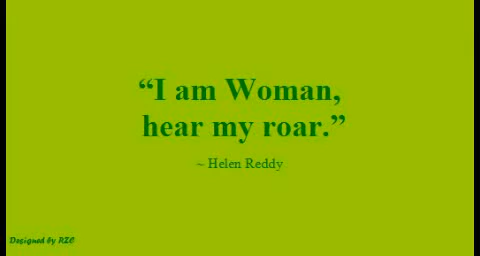 “I am Woman,
hear my roar.”
~ Helen Reddy
Designed by RZC